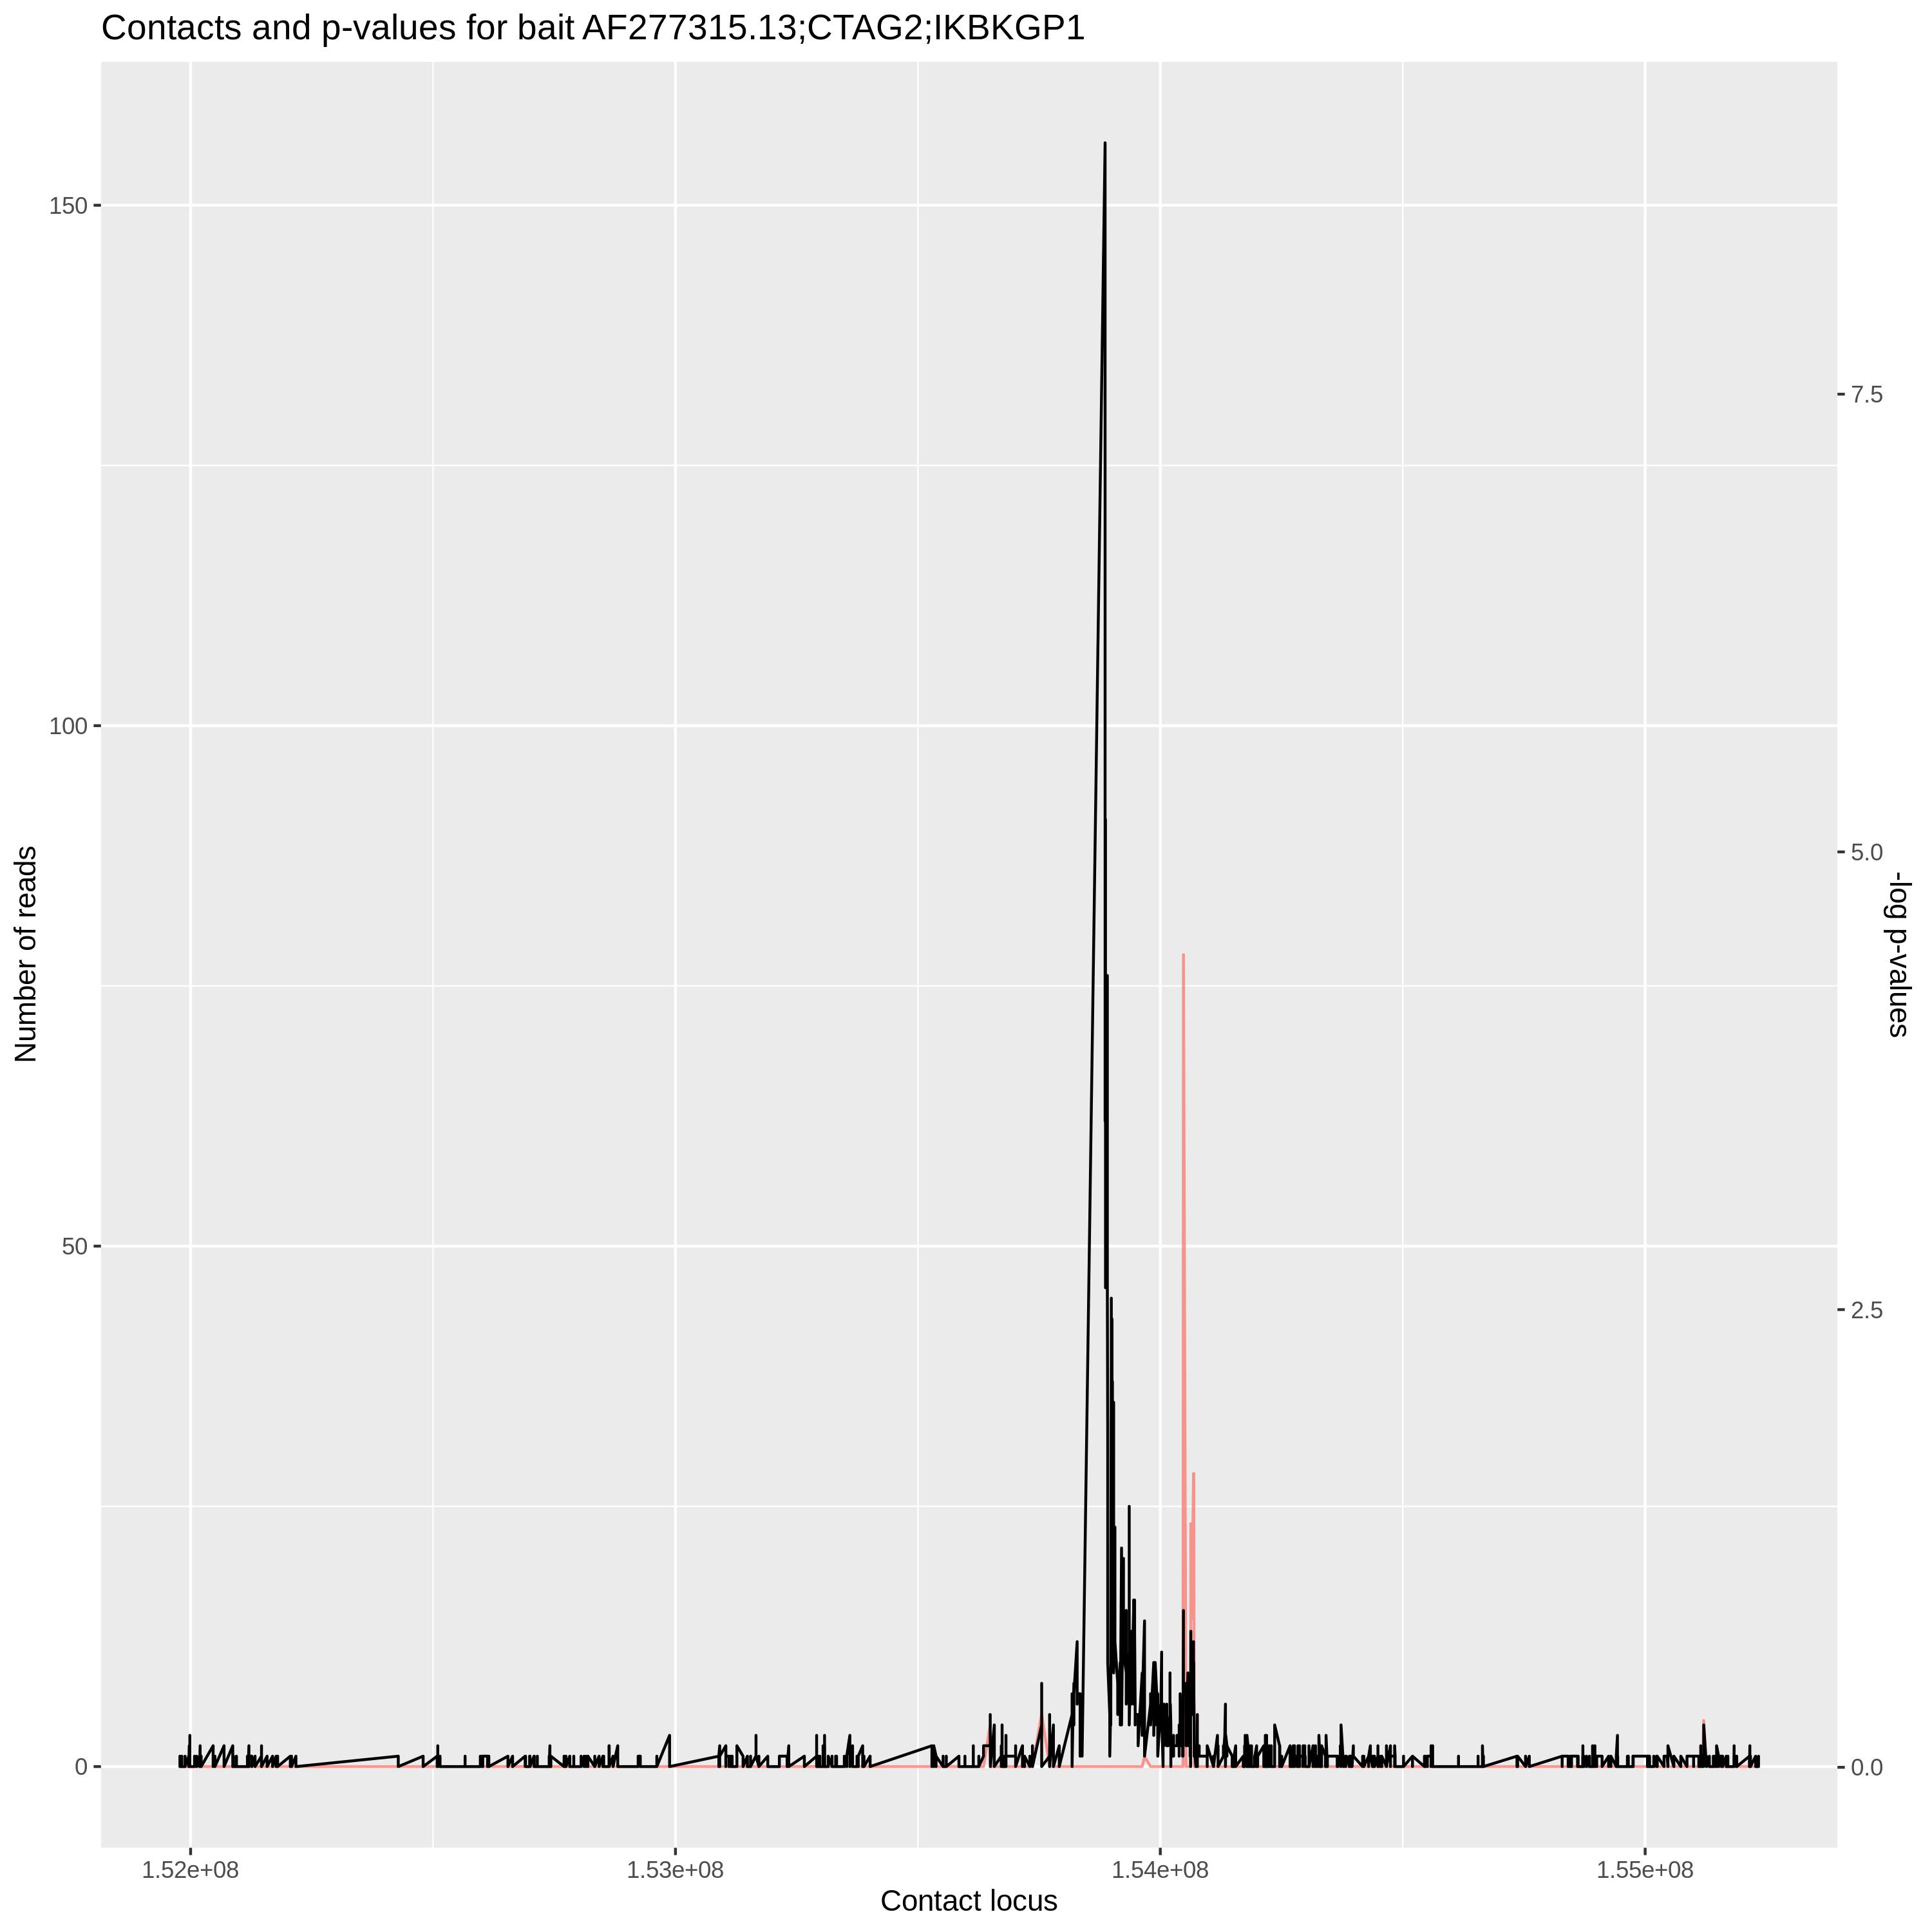 Contacts and p-values for bait AF277315.13;CTAG2;IKBKGP1
150
100
50
0
Number of reads
7.5
5.0
2.5
0.0
-log p-values
1.52e+08
1.53e+08
1.54e+08
1.55e+08
Contact locus